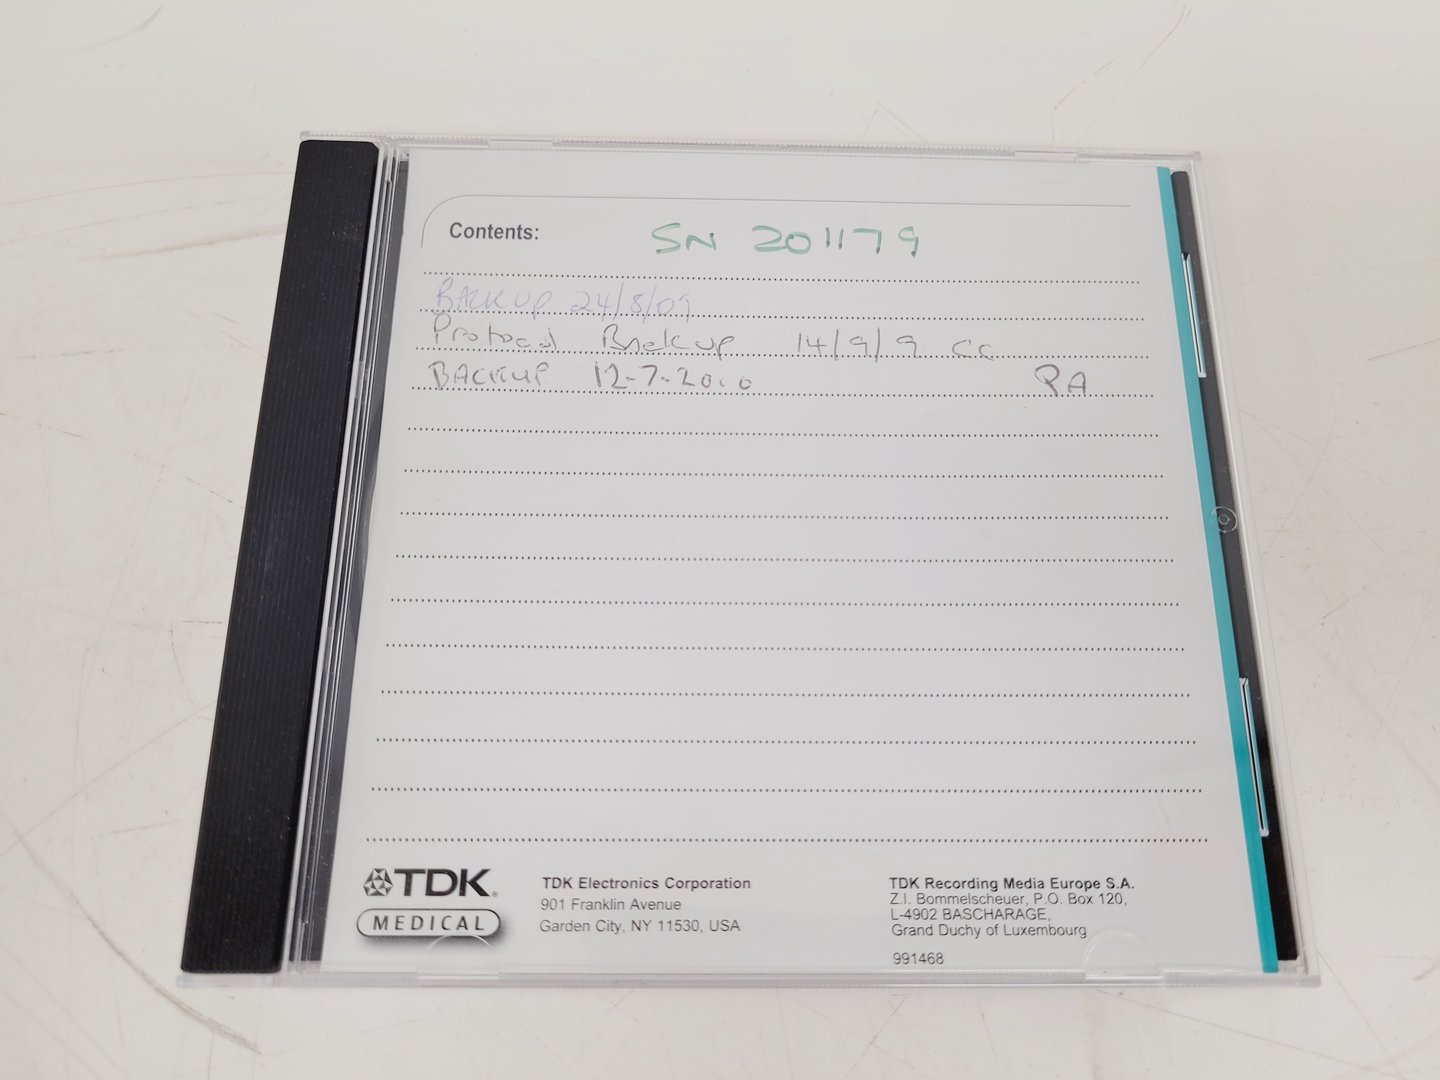 Contents: SN 201179
BACKUP 24/8/09
Protocol Backup 14/9/9 CC
BACKUP 12-7-2010 PA
TDK
MEDICAL
TDK Electronics Corporation
901 Franklin Avenue
Garden City, NY 11530, USA
TDK Recording Media Europe S.A.
Z.I. Bommelscheuer, P.O. Box 120,
L-4902 BASCHARAGE,
Grand Duchy of Luxembourg
991468